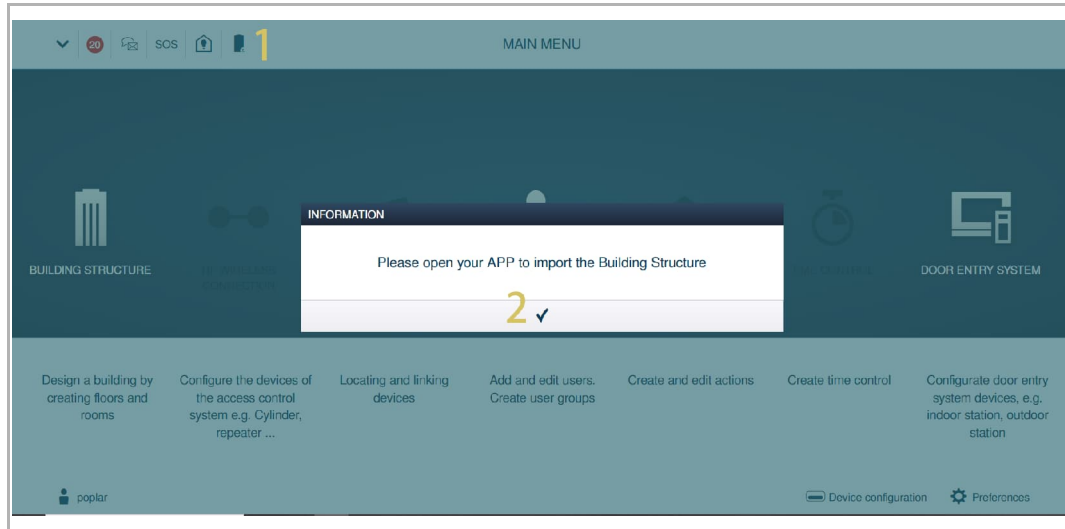 20
SOS
1
MAIN MENU
INFORMATION
Please open your APP to import the Building Structure
2
BUILDING STRUCTURE
DOOR ENTRY SYSTEM
Design a building by
creating floors and
rooms
Configure the devices of
the access control
system e.g. Cylinder,
repeater ...
Locating and linking
devices
Add and edit users.
Create user groups
Create and edit actions
Create time control
Configurate door entry
system devices, e.g.
indoor station, outdoor
station
poplar
Device configuration
Preferences